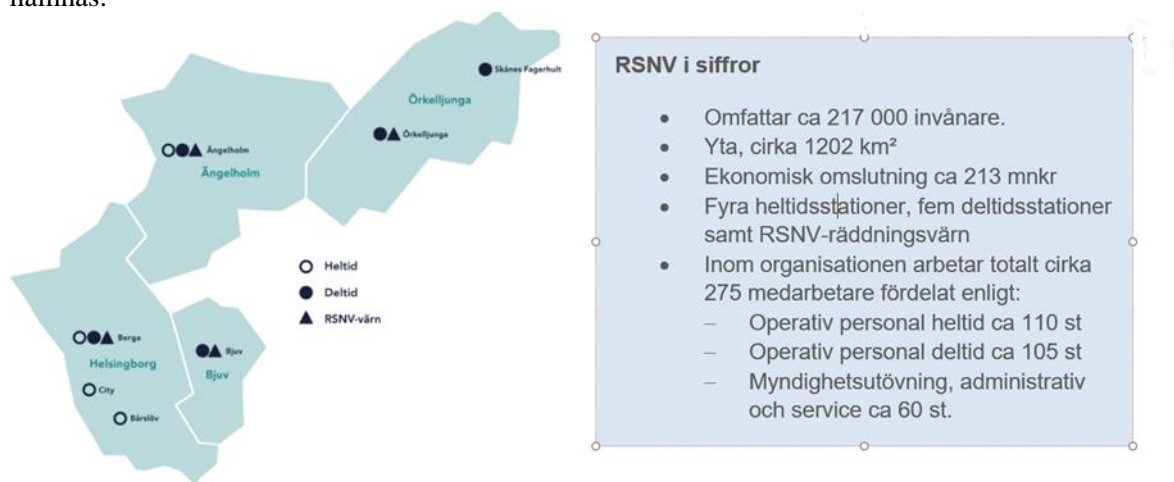 Skånes Fagerhult
Örkelljunga
Örkelljunga
Ängelholm
Ängelholm
Heltid
Deltid
RSNV-värn
Berga
Helsingborg
City
Bårslöv
Bjuv
Bjuv
RSNV i siffror
• Omfattar ca 217 000 invånare.
• Yta, cirka 1202 km²
• Ekonomisk omslutning ca 213 mnkr
• Fyra heltidsstationer, fem deltidsstationer
samt RSNV-räddningsvärn
• Inom organisationen arbetar totalt cirka
275 medarbetare fördelat enligt:
– Operativ personal heltid ca 110 st
– Operativ personal deltid ca 105 st
– Myndighetsutövning, administrativ
och service ca 60 st.